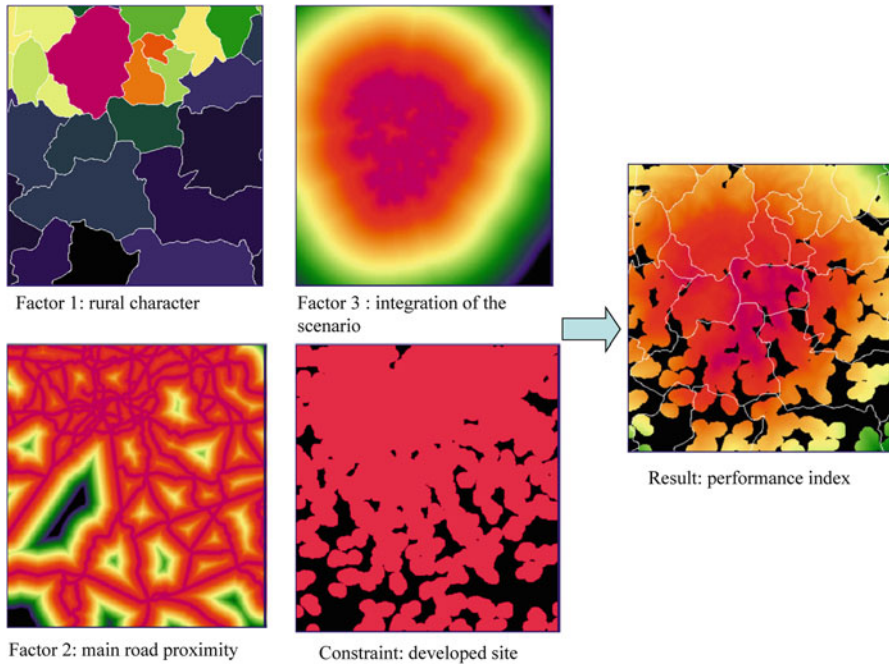 Factor 1: rural character
Factor 3 : integration of the
scenario
Result: performance index
Factor 2: main road proximity
Constraint: developed site